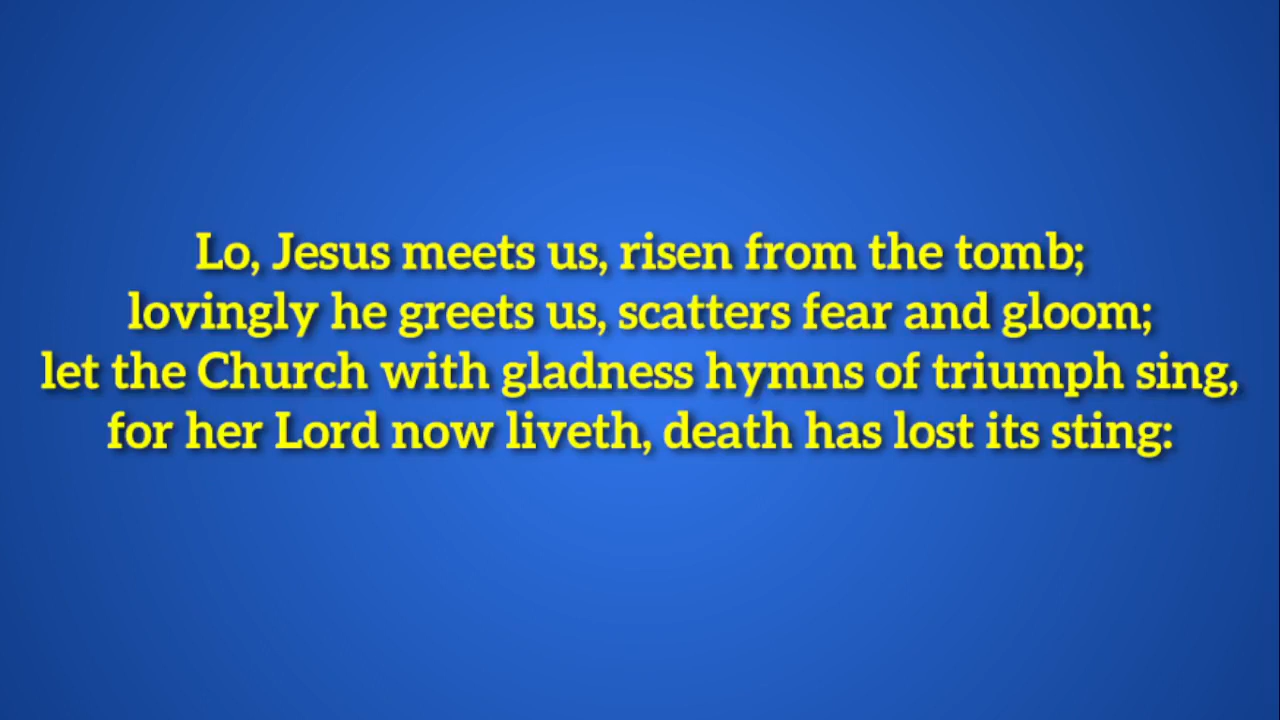 Lo, Jesus meets us, risen from the tomb;
lovingly he greets us, scatters fear and gloom;
let the Church with gladness hymns of triumph sing,
for her Lord now liveth, death has lost its sting: